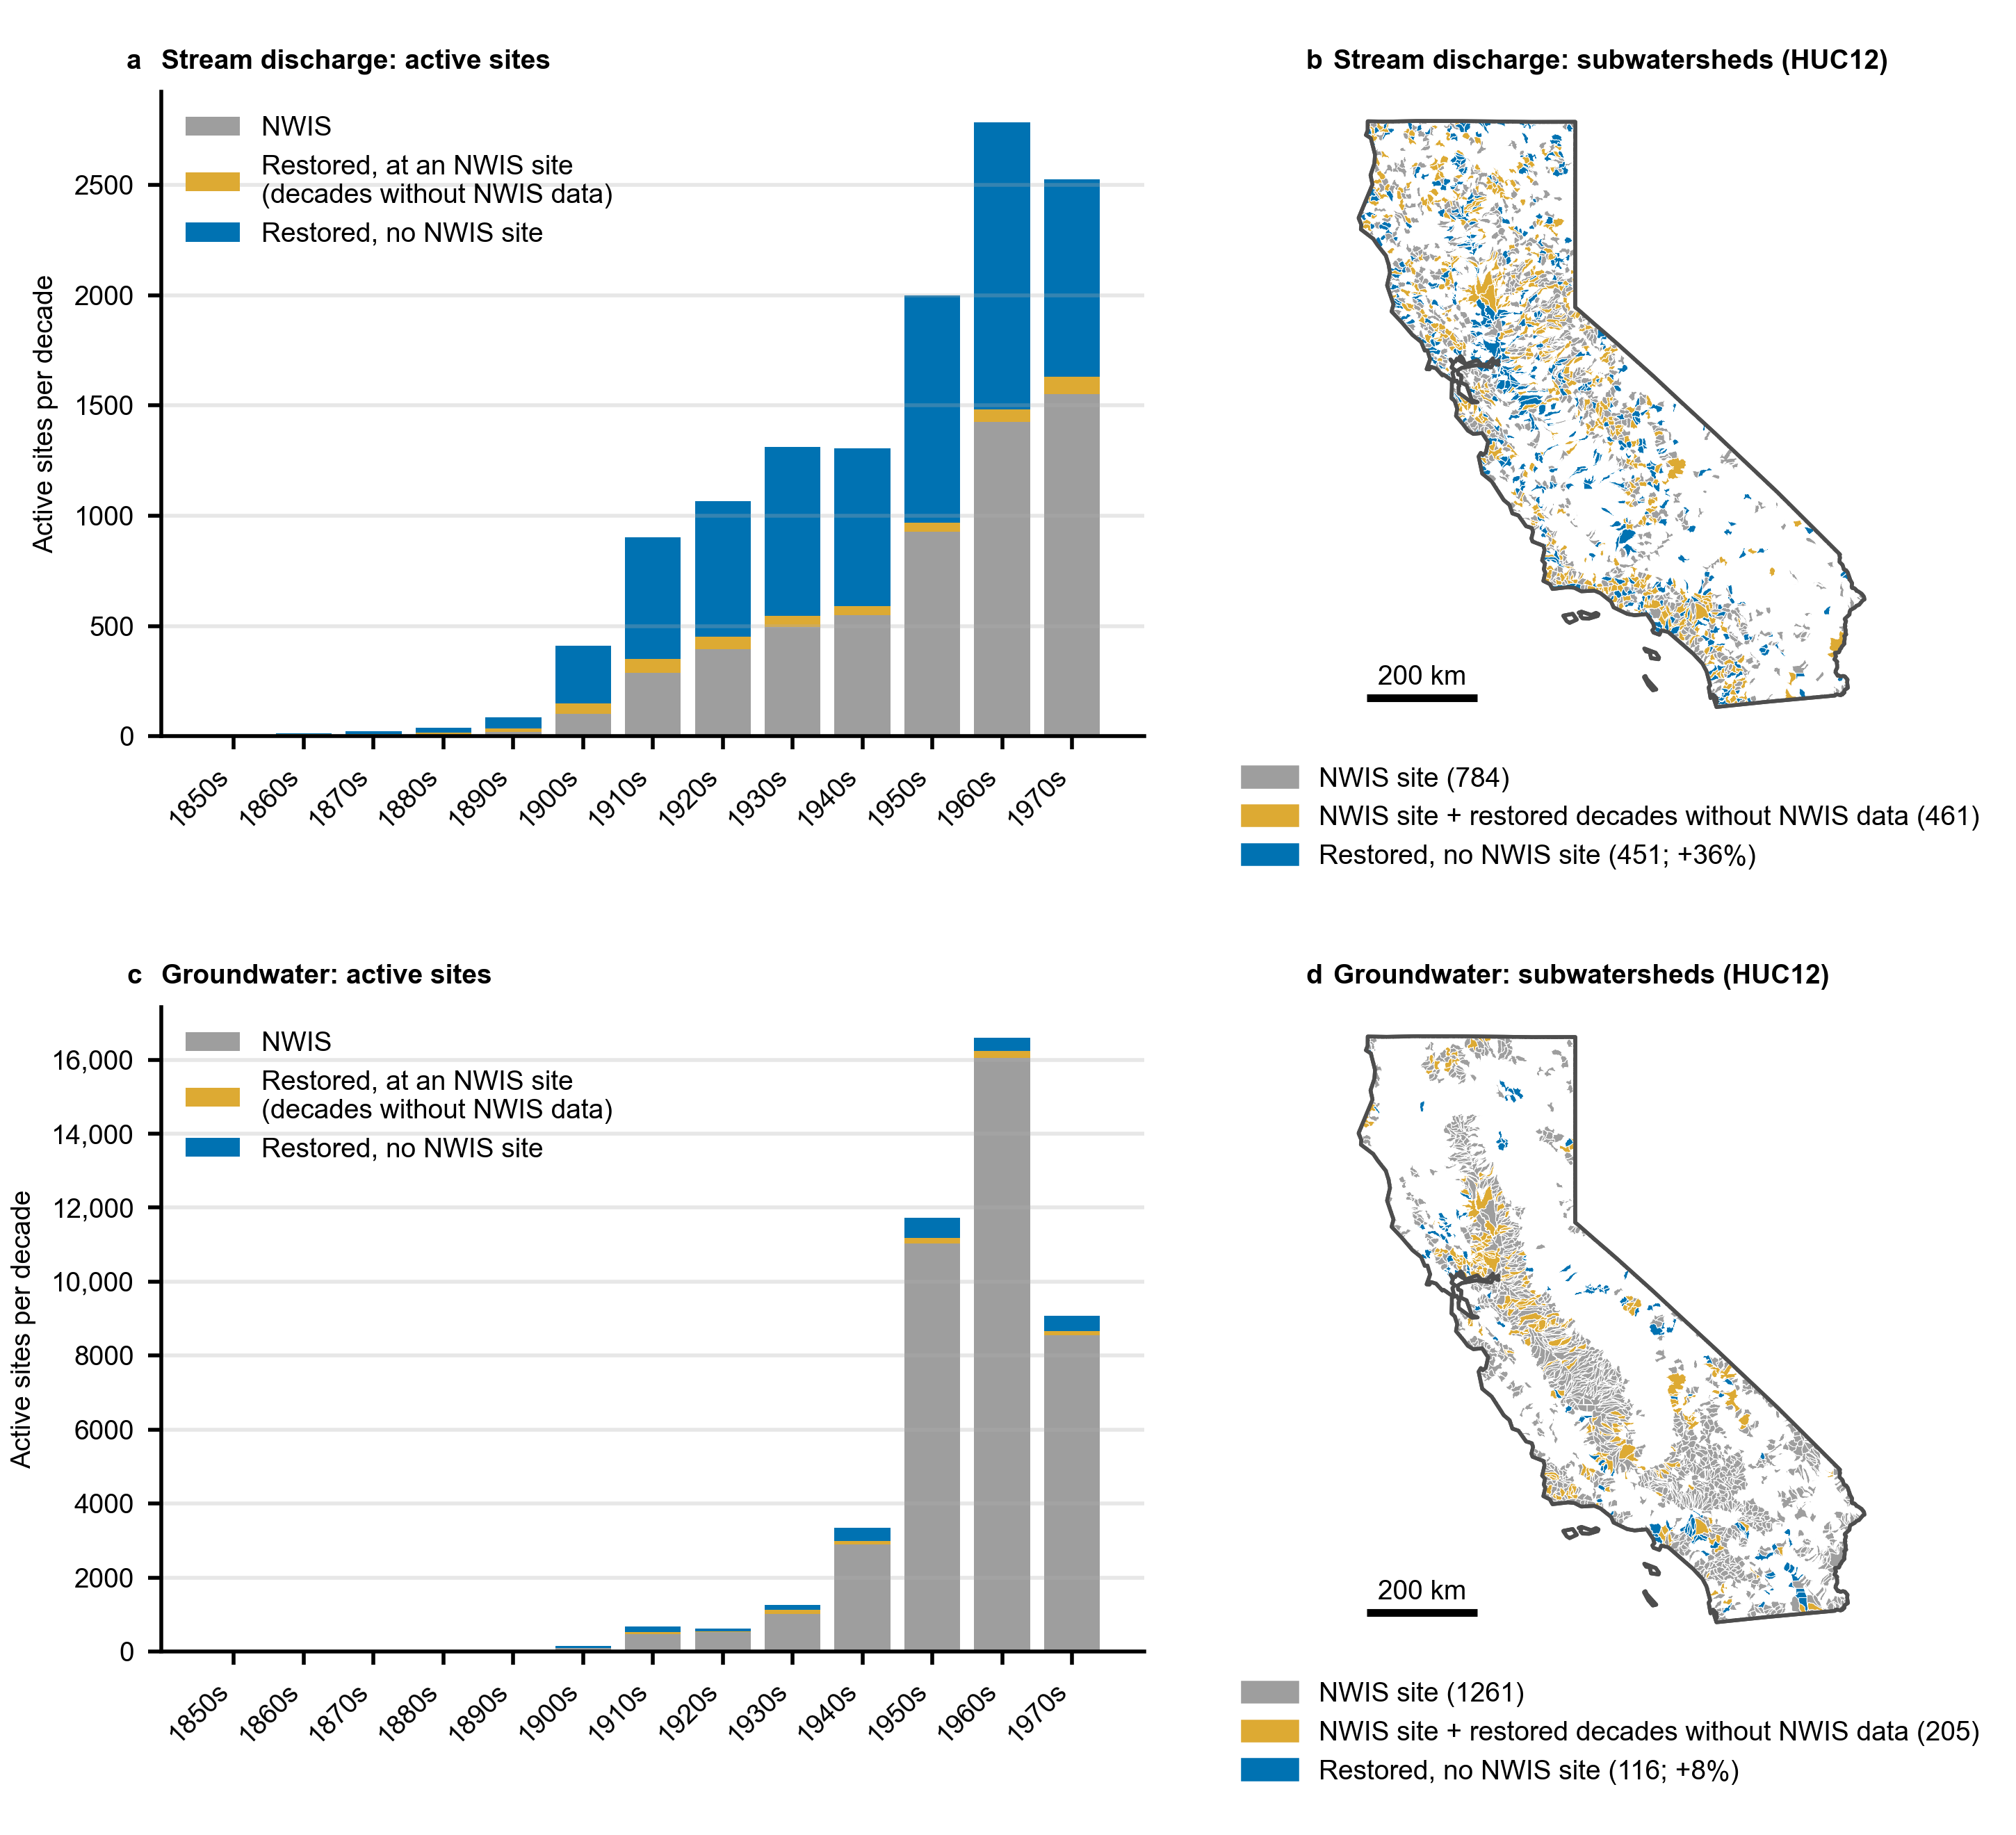 a Stream discharge: active sites
NWIS
Restored, at an NWIS site
(decades without NWIS data)
Restored, no NWIS site
Active sites per decade
2500
2000
1500
1000
500
0
1850s
1860s
1870s
1880s
1890s
1900s
1910s
1920s
1930s
1940s
1950s
1960s
1970s
b Stream discharge: subwatersheds (HUC12)
200 km
NWIS site (784)
NWIS site + restored decades without NWIS data (461)
Restored, no NWIS site (451; +36%)
c Groundwater: active sites
NWIS
Restored, at an NWIS site
(decades without NWIS data)
Restored, no NWIS site
Active sites per decade
16,000
14,000
12,000
10,000
8000
6000
4000
2000
0
1850s
1860s
1870s
1880s
1890s
1900s
1910s
1920s
1930s
1940s
1950s
1960s
1970s
d Groundwater: subwatersheds (HUC12)
200 km
NWIS site (1261)
NWIS site + restored decades without NWIS data (205)
Restored, no NWIS site (116; +8%)